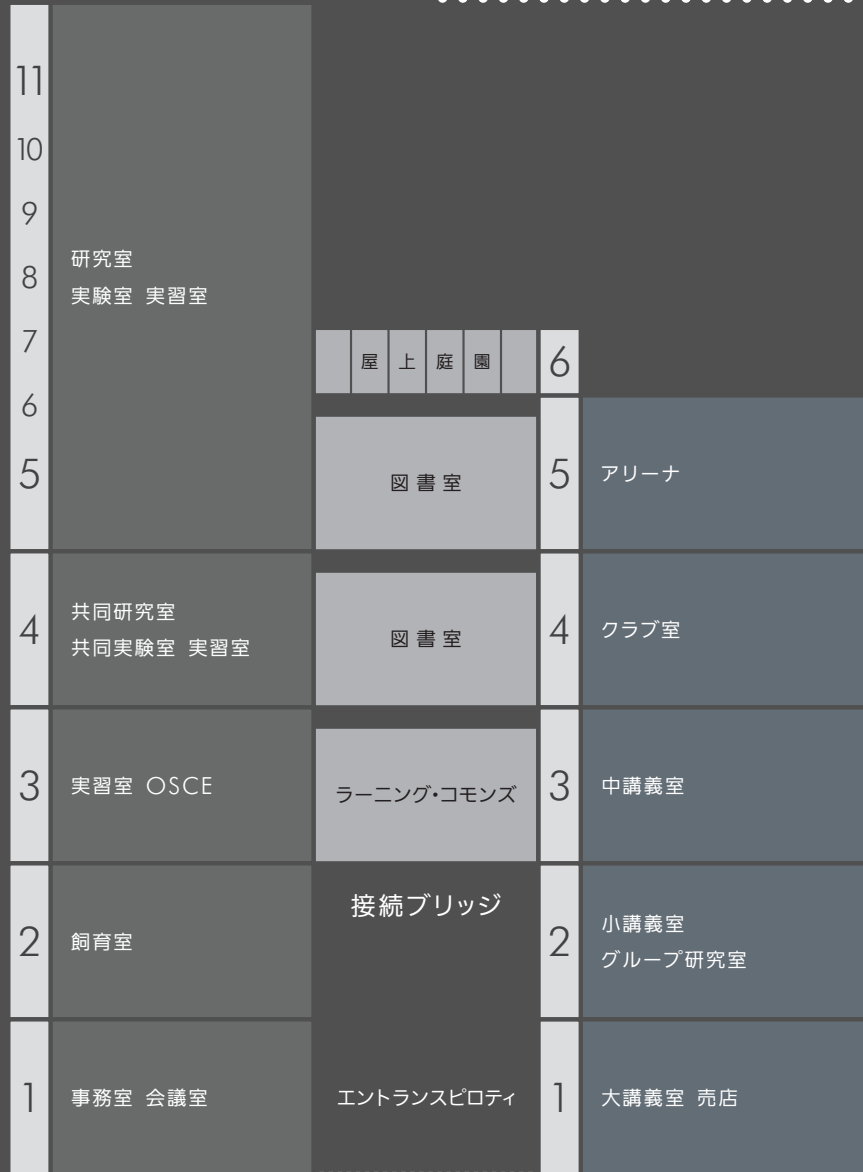 11
10
9
8
7
6
5
研究室
実験室 実習室
屋上庭園
6
図書室
5
アリーナ
4
共同研究室
共同実験室 実習室
図書室
4
クラブ室
3
実習室 OSCE
ラーニング・コモンズ
3
中講義室
2
飼育室
接続ブリッジ
2
小講義室
グループ研究室
1
事務室 会議室
エントランスピロティ
1
大講義室 売店